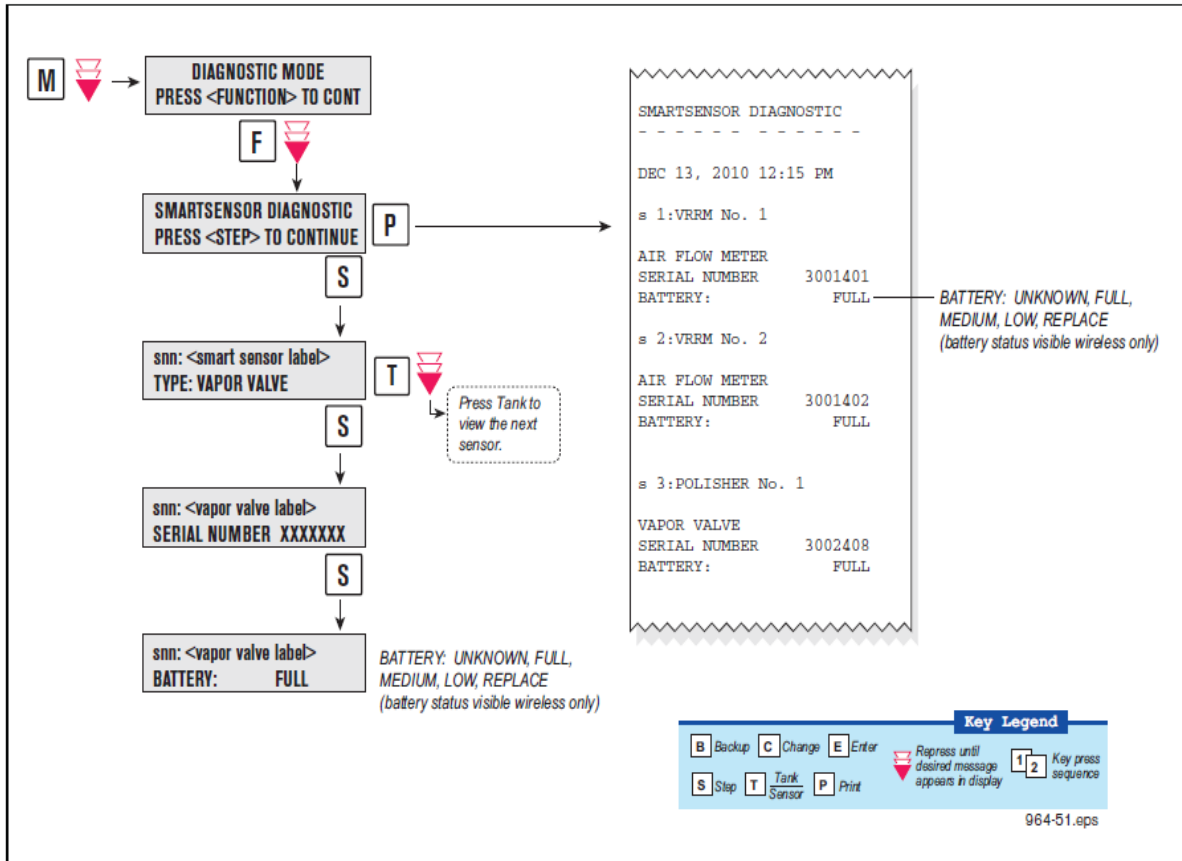 M
DIAGNOSTIC MODE
PRESS <FUNCTION> TO CONT
F
SMARTSENSOR DIAGNOSTIC
PRESS <STEP> TO CONTINUE
P
S
snn: <smart sensor label>
TYPE: VAPOR VALVE
T
Press Tank to
view the next
sensor.
S
snn: <vapor valve label>
SERIAL NUMBER XXXXXXX
S
snn: <vapor valve label>
BATTERY: FULL
BATTERY: UNKNOWN, FULL,
MEDIUM, LOW, REPLACE
(battery status visible wireless only)
SMARTSENSOR DIAGNOSTIC
- - - - - - - - - - - -
DEC 13, 2010 12:15 PM
s 1:VRRM No. 1
AIR FLOW METER
SERIAL NUMBER 3001401
BATTERY: FULL
s 2:VRRM No. 2
AIR FLOW METER
SERIAL NUMBER 3001402
BATTERY: FULL
s 3:POLISHER No. 1
VAPOR VALVE
SERIAL NUMBER 3002408
BATTERY: FULL
BATTERY: UNKNOWN, FULL,
MEDIUM, LOW, REPLACE
(battery status visible wireless only)
Key Legend
B Backup C Change E Enter
S Step T Tank/Sensor P Print
Repress until
desired message
appears in display
1 2 Key press
sequence
964-51.eps